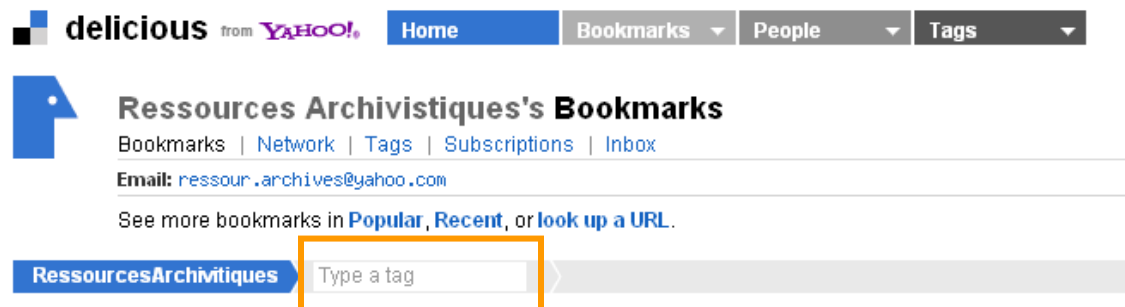 delicious from YAHOO!® Home Bookmarks People Tags
Ressources Archivistiques's Bookmarks
Bookmarks | Network | Tags | Subscriptions | Inbox
Email: ressour.archives@yahoo.com
See more bookmarks in Popular, Recent, or look up a URL.
RessourcesArchivitiques Type a tag